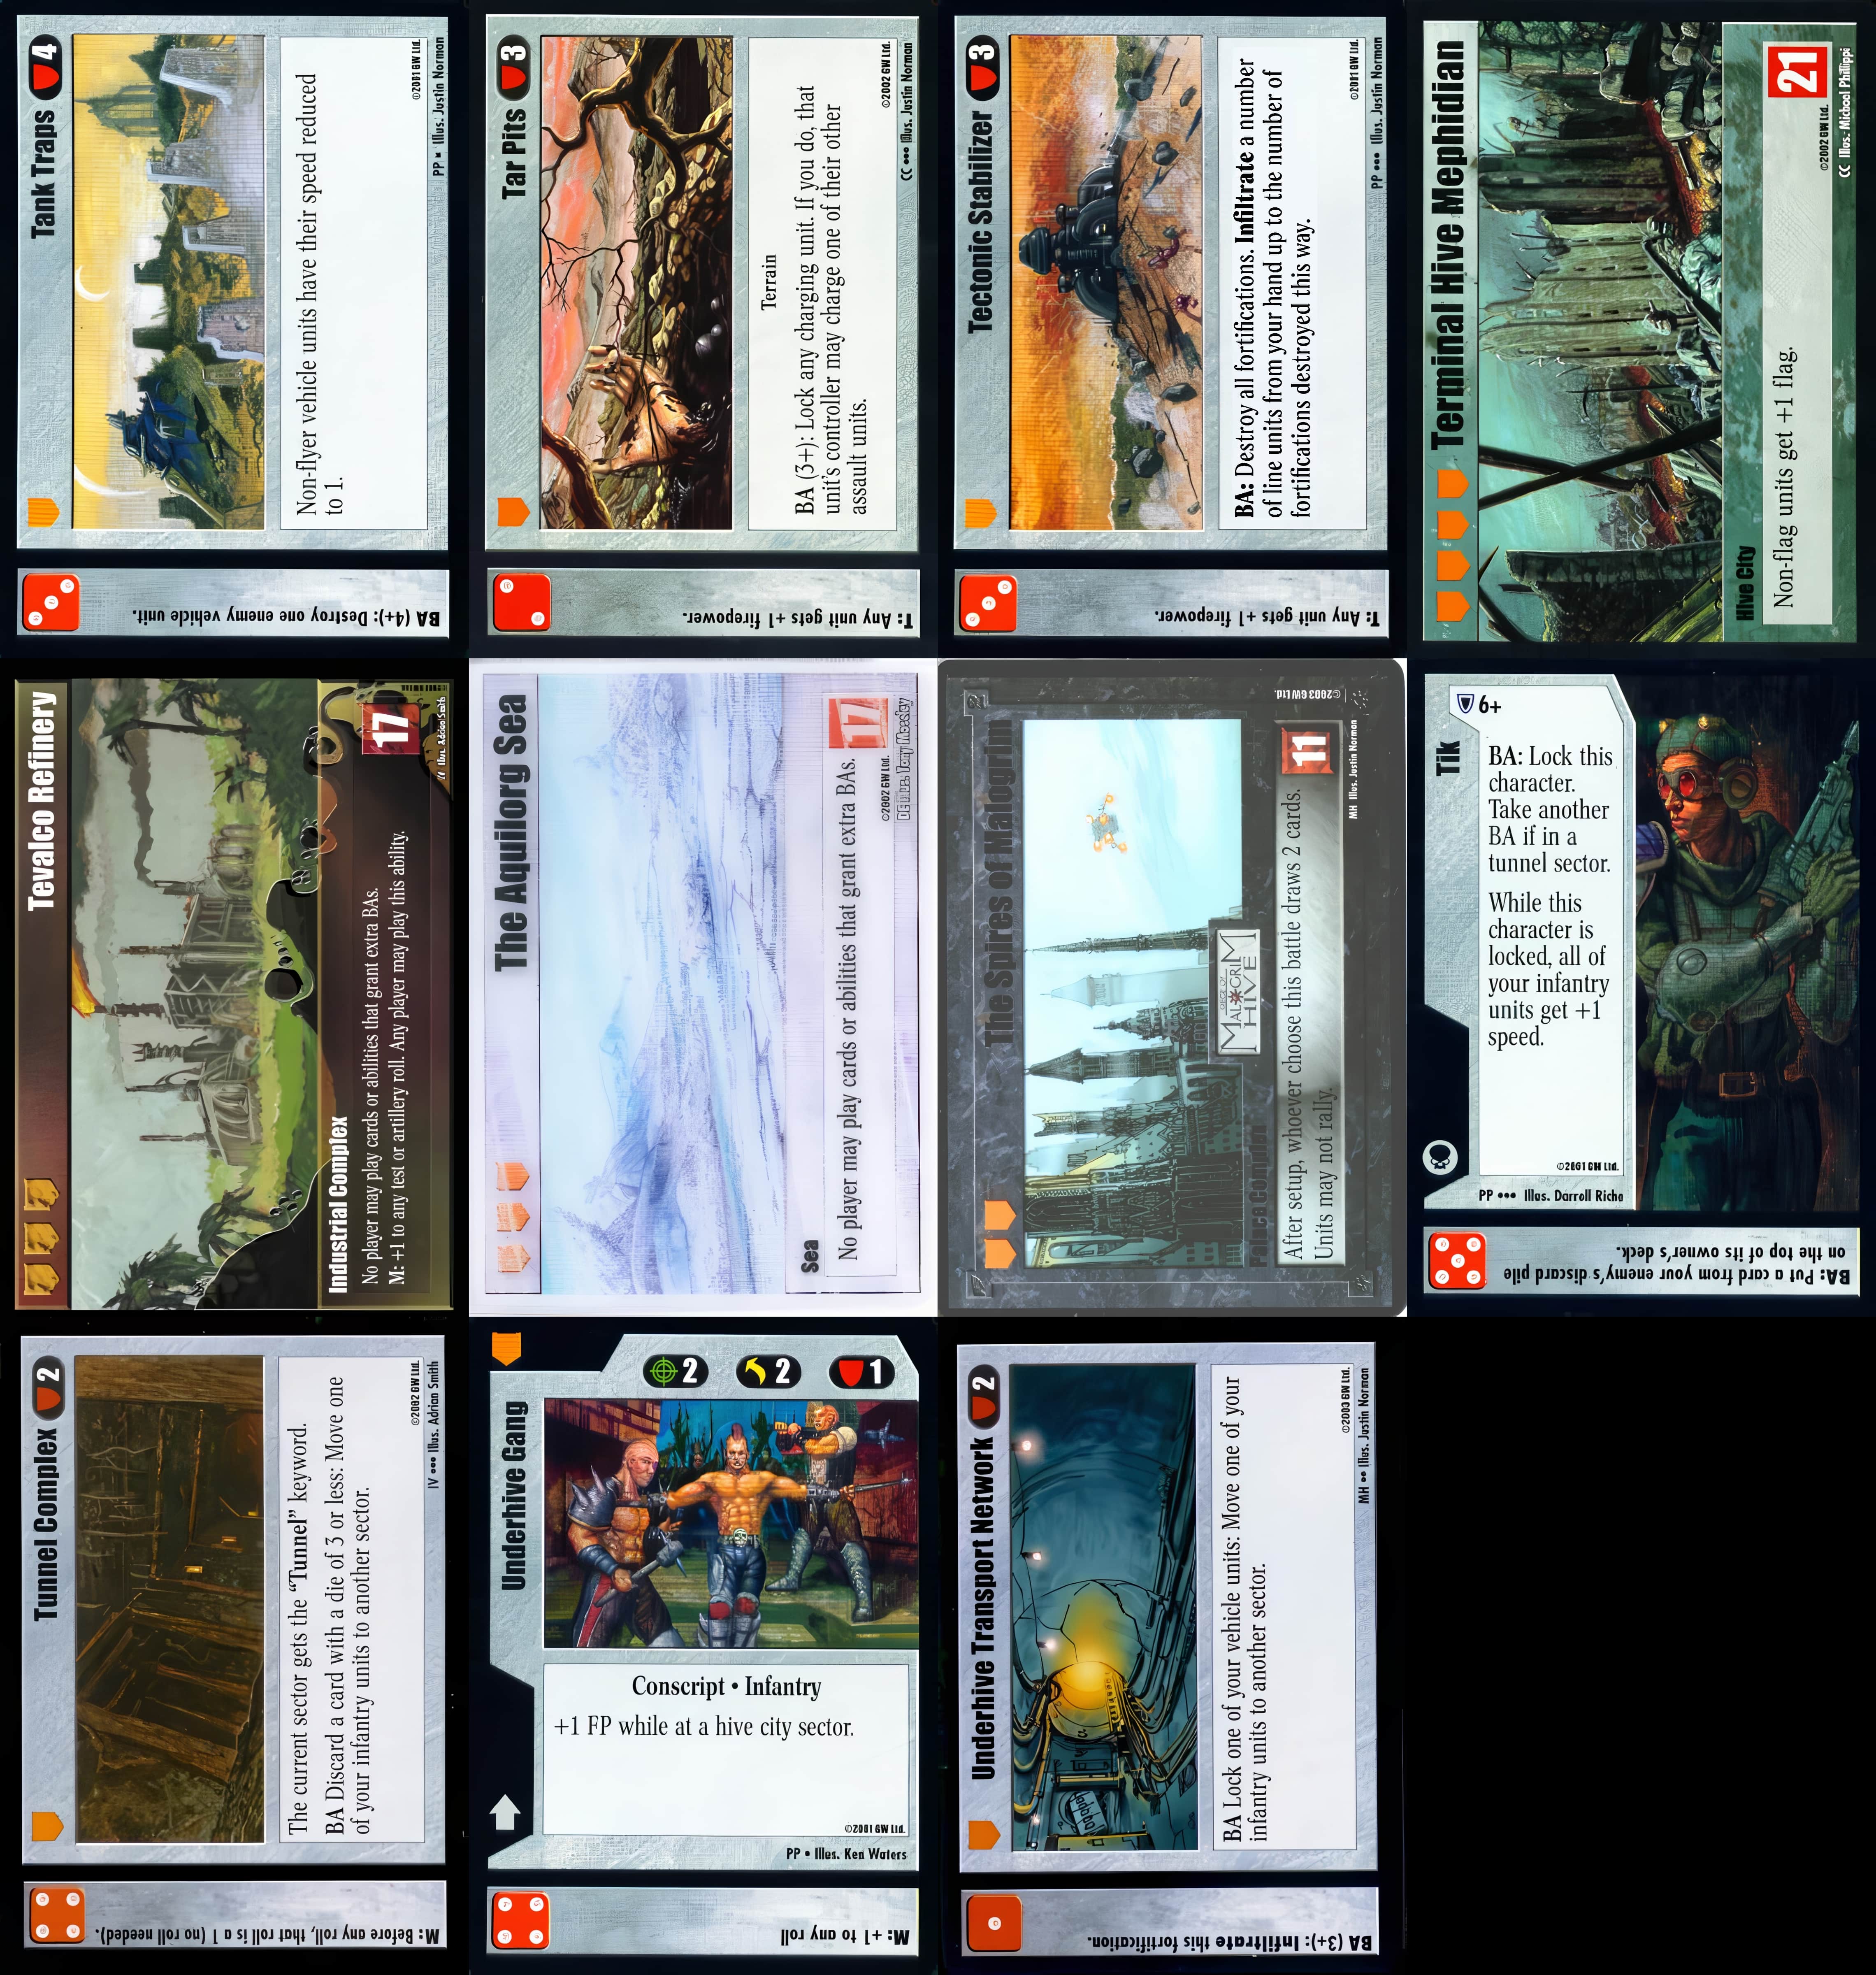 Tank Traps
4
Non-flyer vehicle units have their speed reduced
to 1.
©2001 GW Ltd.
PP • Illus. Justin Norman
BA (4+): Destroy one enemy vehicle unit.
Tar Pits
3
Terrain
BA (3+): Lock any charging unit. If you do, that
unit's controller may charge one of their other
assault units.
©2002 GW Ltd.
CC ••• Illus. Justin Norman
T: Any unit gets +1 firepower.
Tectonic Stabilizer
3
BA: Destroy all fortifications. Infiltrate a number
of line units from your hand up to the number of
fortifications destroyed this way.
©2001 GW Ltd.
PP ••• Illus. Justin Norman
T: Any unit gets +1 firepower.
Terminal Hive Mephidian
Hive City
21
Non-flag units get +1 flag.
©2002 GW Ltd.
CC Illus. Michael Phillippi
Tevalco Refinery
Industrial Complex
17
No player may play cards or abilities that grant extra BAs.
M: +1 to any test or artillery roll. Any player may play this ability.
Illus. Adrian Smith
The Aquilorg Sea
Sea
17
No player may play cards or abilities that grant extra BAs.
©2002 GW Ltd.
The Spires of Malogrim
©2003 GW Ltd.
MALOGRIM
HIVE
11
After setup, whoever choose this battle draws 2 cards.
Units may not rally.
MH Illus. Justin Norman
Tik
6+
BA: Lock this
character.
Take another
BA if in a
tunnel sector.
While this
character is
locked, all of
your infantry
units get +1
speed.
©2001 GW Ltd.
PP ••• Illus. Darrell Riche
BA: Put a card from your enemy's discard pile
on the top of its owner's deck.
Tunnel Complex
2
The current sector gets the “Tunnel” keyword.
BA Discard a card with a die of 3 or less: Move one
of your infantry units to another sector.
©2002 GW Ltd.
IV ••• Illus. Adrian Smith
M: Before any roll, that roll is a 1 (no roll needed).
Underhive Gang
2
2
1
Conscript • Infantry
+1 FP while at a hive city sector.
©2001 GW Ltd.
PP • Illus. Ken Waters
M: +1 to any roll
Underhive Transport Network
2
BA Lock one of your vehicle units: Move one of your
infantry units to another sector.
©2003 GW Ltd.
MH •• Illus. Justin Norman
BA (3+): Infiltrate this fortification.